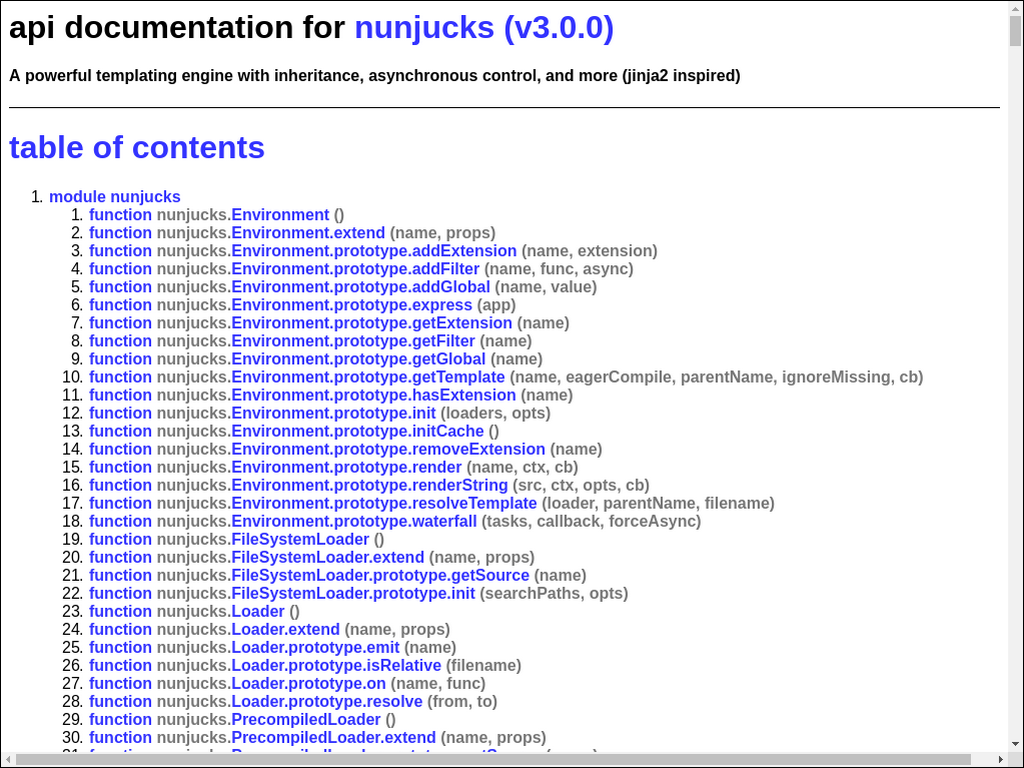 api documentation for nunjucks (v3.0.0)
A powerful templating engine with inheritance, asynchronous control, and more (jinja2 inspired)
table of contents
1. module nunjucks
1. function nunjucks.Environment ()
2. function nunjucks.Environment.extend (name, props)
3. function nunjucks.Environment.prototype.addExtension (name, extension)
4. function nunjucks.Environment.prototype.addFilter (name, func, async)
5. function nunjucks.Environment.prototype.addGlobal (name, value)
6. function nunjucks.Environment.prototype.express (app)
7. function nunjucks.Environment.prototype.getExtension (name)
8. function nunjucks.Environment.prototype.getFilter (name)
9. function nunjucks.Environment.prototype.getGlobal (name)
10. function nunjucks.Environment.prototype.getTemplate (name, eagerCompile, parentName, ignoreMissing, cb)
11. function nunjucks.Environment.prototype.hasExtension (name)
12. function nunjucks.Environment.prototype.init (loaders, opts)
13. function nunjucks.Environment.prototype.initCache ()
14. function nunjucks.Environment.prototype.removeExtension (name)
15. function nunjucks.Environment.prototype.render (name, ctx, cb)
16. function nunjucks.Environment.prototype.renderString (src, ctx, opts, cb)
17. function nunjucks.Environment.prototype.resolveTemplate (loader, parentName, filename)
18. function nunjucks.Environment.prototype.waterfall (tasks, callback, forceAsync)
19. function nunjucks.FileSystemLoader ()
20. function nunjucks.FileSystemLoader.extend (name, props)
21. function nunjucks.FileSystemLoader.prototype.getSource (name)
22. function nunjucks.FileSystemLoader.prototype.init (searchPaths, opts)
23. function nunjucks.Loader ()
24. function nunjucks.Loader.extend (name, props)
25. function nunjucks.Loader.prototype.emit (name)
26. function nunjucks.Loader.prototype.isRelative (filename)
27. function nunjucks.Loader.prototype.on (name, func)
28. function nunjucks.Loader.prototype.resolve (from, to)
29. function nunjucks.PrecompiledLoader ()
30. function nunjucks.PrecompiledLoader.extend (name, props)